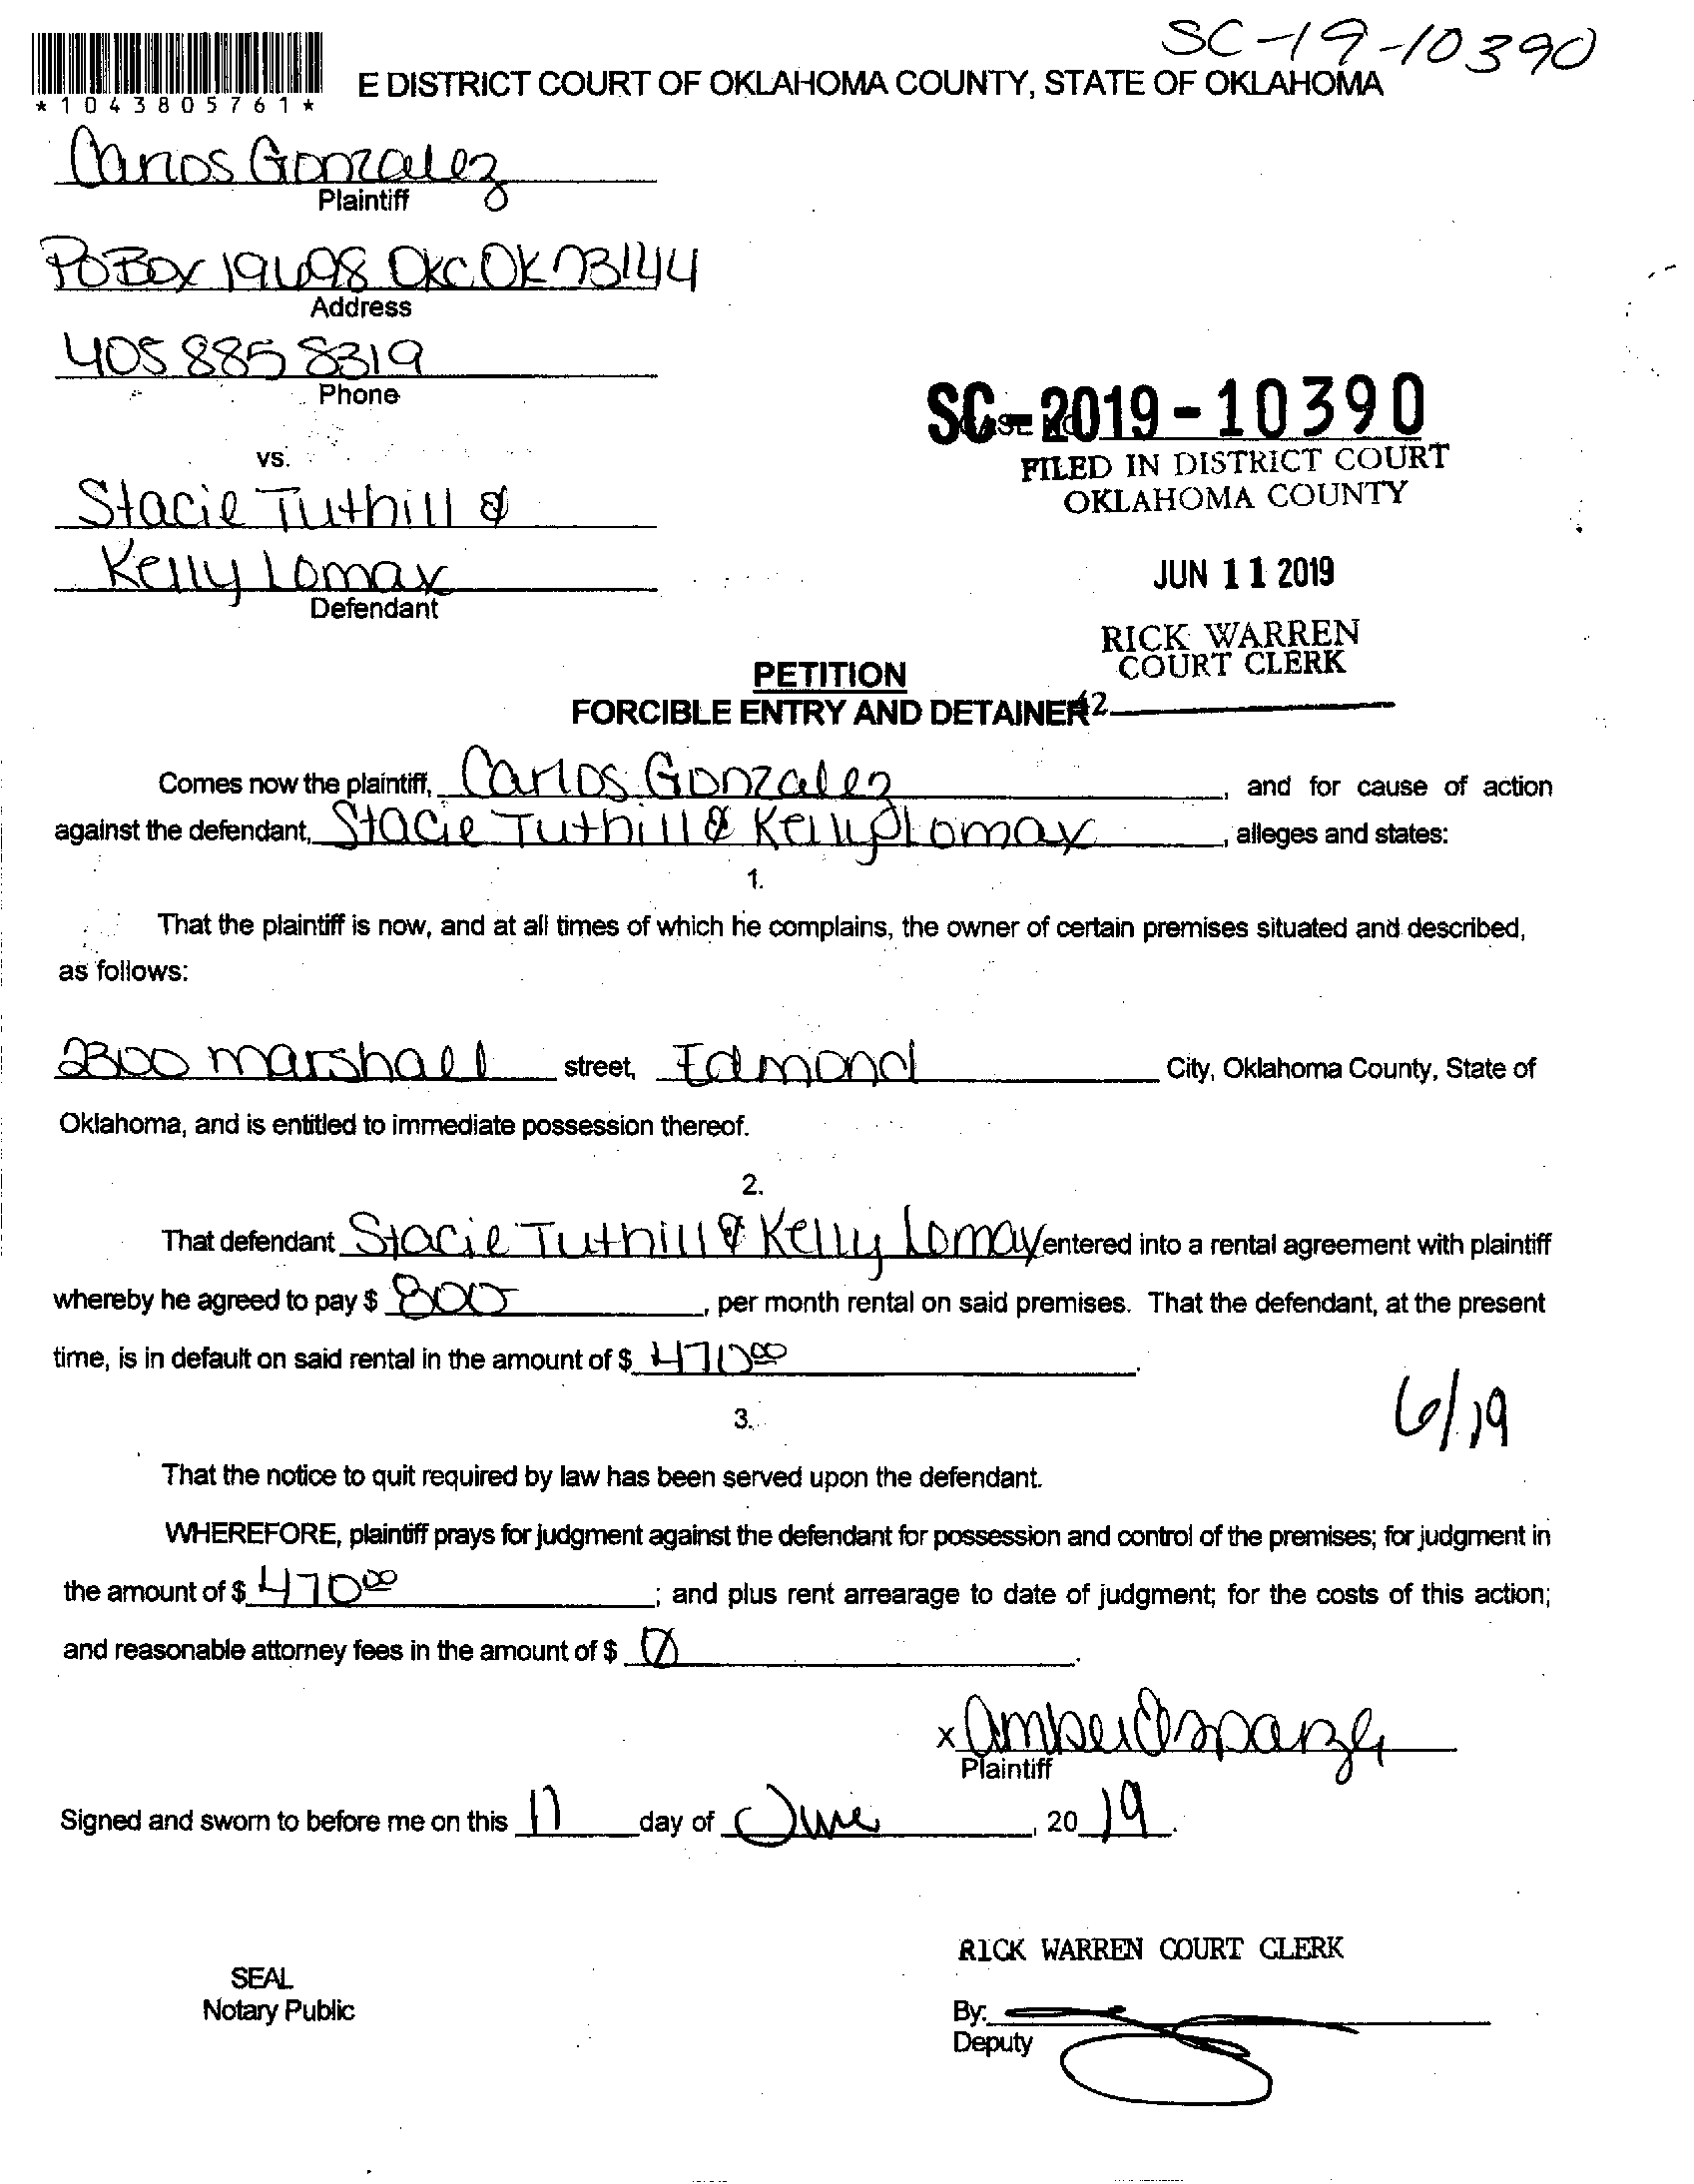 SC-19-10390
E DISTRICT COURT OF OKLAHOMA COUNTY, STATE OF OKLAHOMA
*1043805761*
Carlos Gonzalez
Plaintiff
PO Box 19698 OKC OK 73144
Address
405 885 8319
Phone
SC-2019-10390
FILED IN DISTRICT COURT
OKLAHOMA COUNTY
vs.
Stacie Tuthill &
Kelly Lomax
Defendant
JUN 11 2019
RICK WARREN
COURT CLERK
PETITION
FORCIBLE ENTRY AND DETAINER
42
Comes now the plaintiff, Carlos Gonzalez, and for cause of action
against the defendant, Stacie Tuthill & Kelly Lomax, alleges and states:
1.
That the plaintiff is now, and at all times of which he complains, the owner of certain premises situated and described,
as follows:
2300 marshall street, Edmond City, Oklahoma County, State of
Oklahoma, and is entitled to immediate possession thereof.
2.
That defendant Stacie Tuthill & Kelly Lomax entered into a rental agreement with plaintiff
whereby he agreed to pay $ 800, per month rental on said premises. That the defendant, at the present
time, is in default on said rental in the amount of $ 470.00.
6/19
3.
That the notice to quit required by law has been served upon the defendant.
WHEREFORE, plaintiff prays for judgment against the defendant for possession and control of the premises; for judgment in
the amount of $ 470.00; and plus rent arrearage to date of judgment; for the costs of this action;
and reasonable attorney fees in the amount of $ 0.
x Amber Esparza
Plaintiff
Signed and sworn to before me on this 11 day of June, 20 19.
RICK WARREN COURT CLERK
SEAL
Notary Public
By:
Deputy